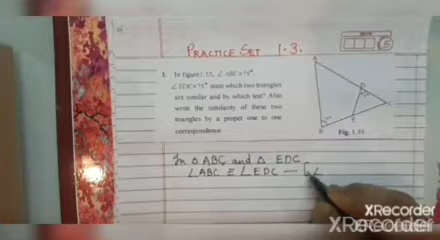 PRACTICE SET 1.3.
1. In figure 1.55, ∠ ABC=75°,
∠ EDC=75° state which two triangles
are similar and by which test? Also
write the similarity of these two
triangles by a proper one to one
correspondence.
A
D
C
B
Fig. 1.55
In △ ABC and △ EDC
∠ ABC ≅ ∠ EDC —
XRecorder
XRecorder